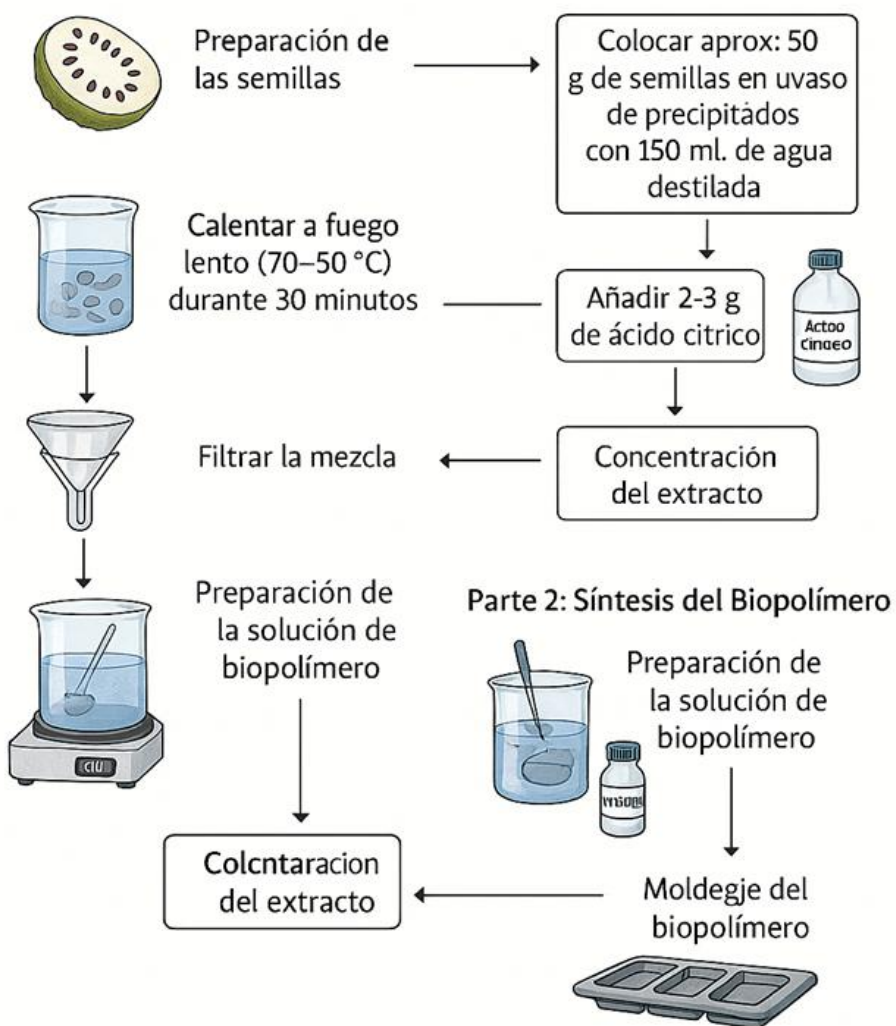 Preparación de
las semillas
Colocar aprox: 50
g de semillas en uvaso
de precipitados
con 150 ml. de agua
destilada
Calentar a fuego
lento (70–50 °C)
durante 30 minutos
Añadir 2-3 g
de ácido citrico
Actoo
Cinaeo
Filtrar la mezcla
Concentración
del extracto
Preparación de
la solución de
biopolímero
Parte 2: Síntesis del Biopolímero
Preparación de
la solución de
biopolímero
Colcntaracion
del extracto
Moldegje del
biopolímero